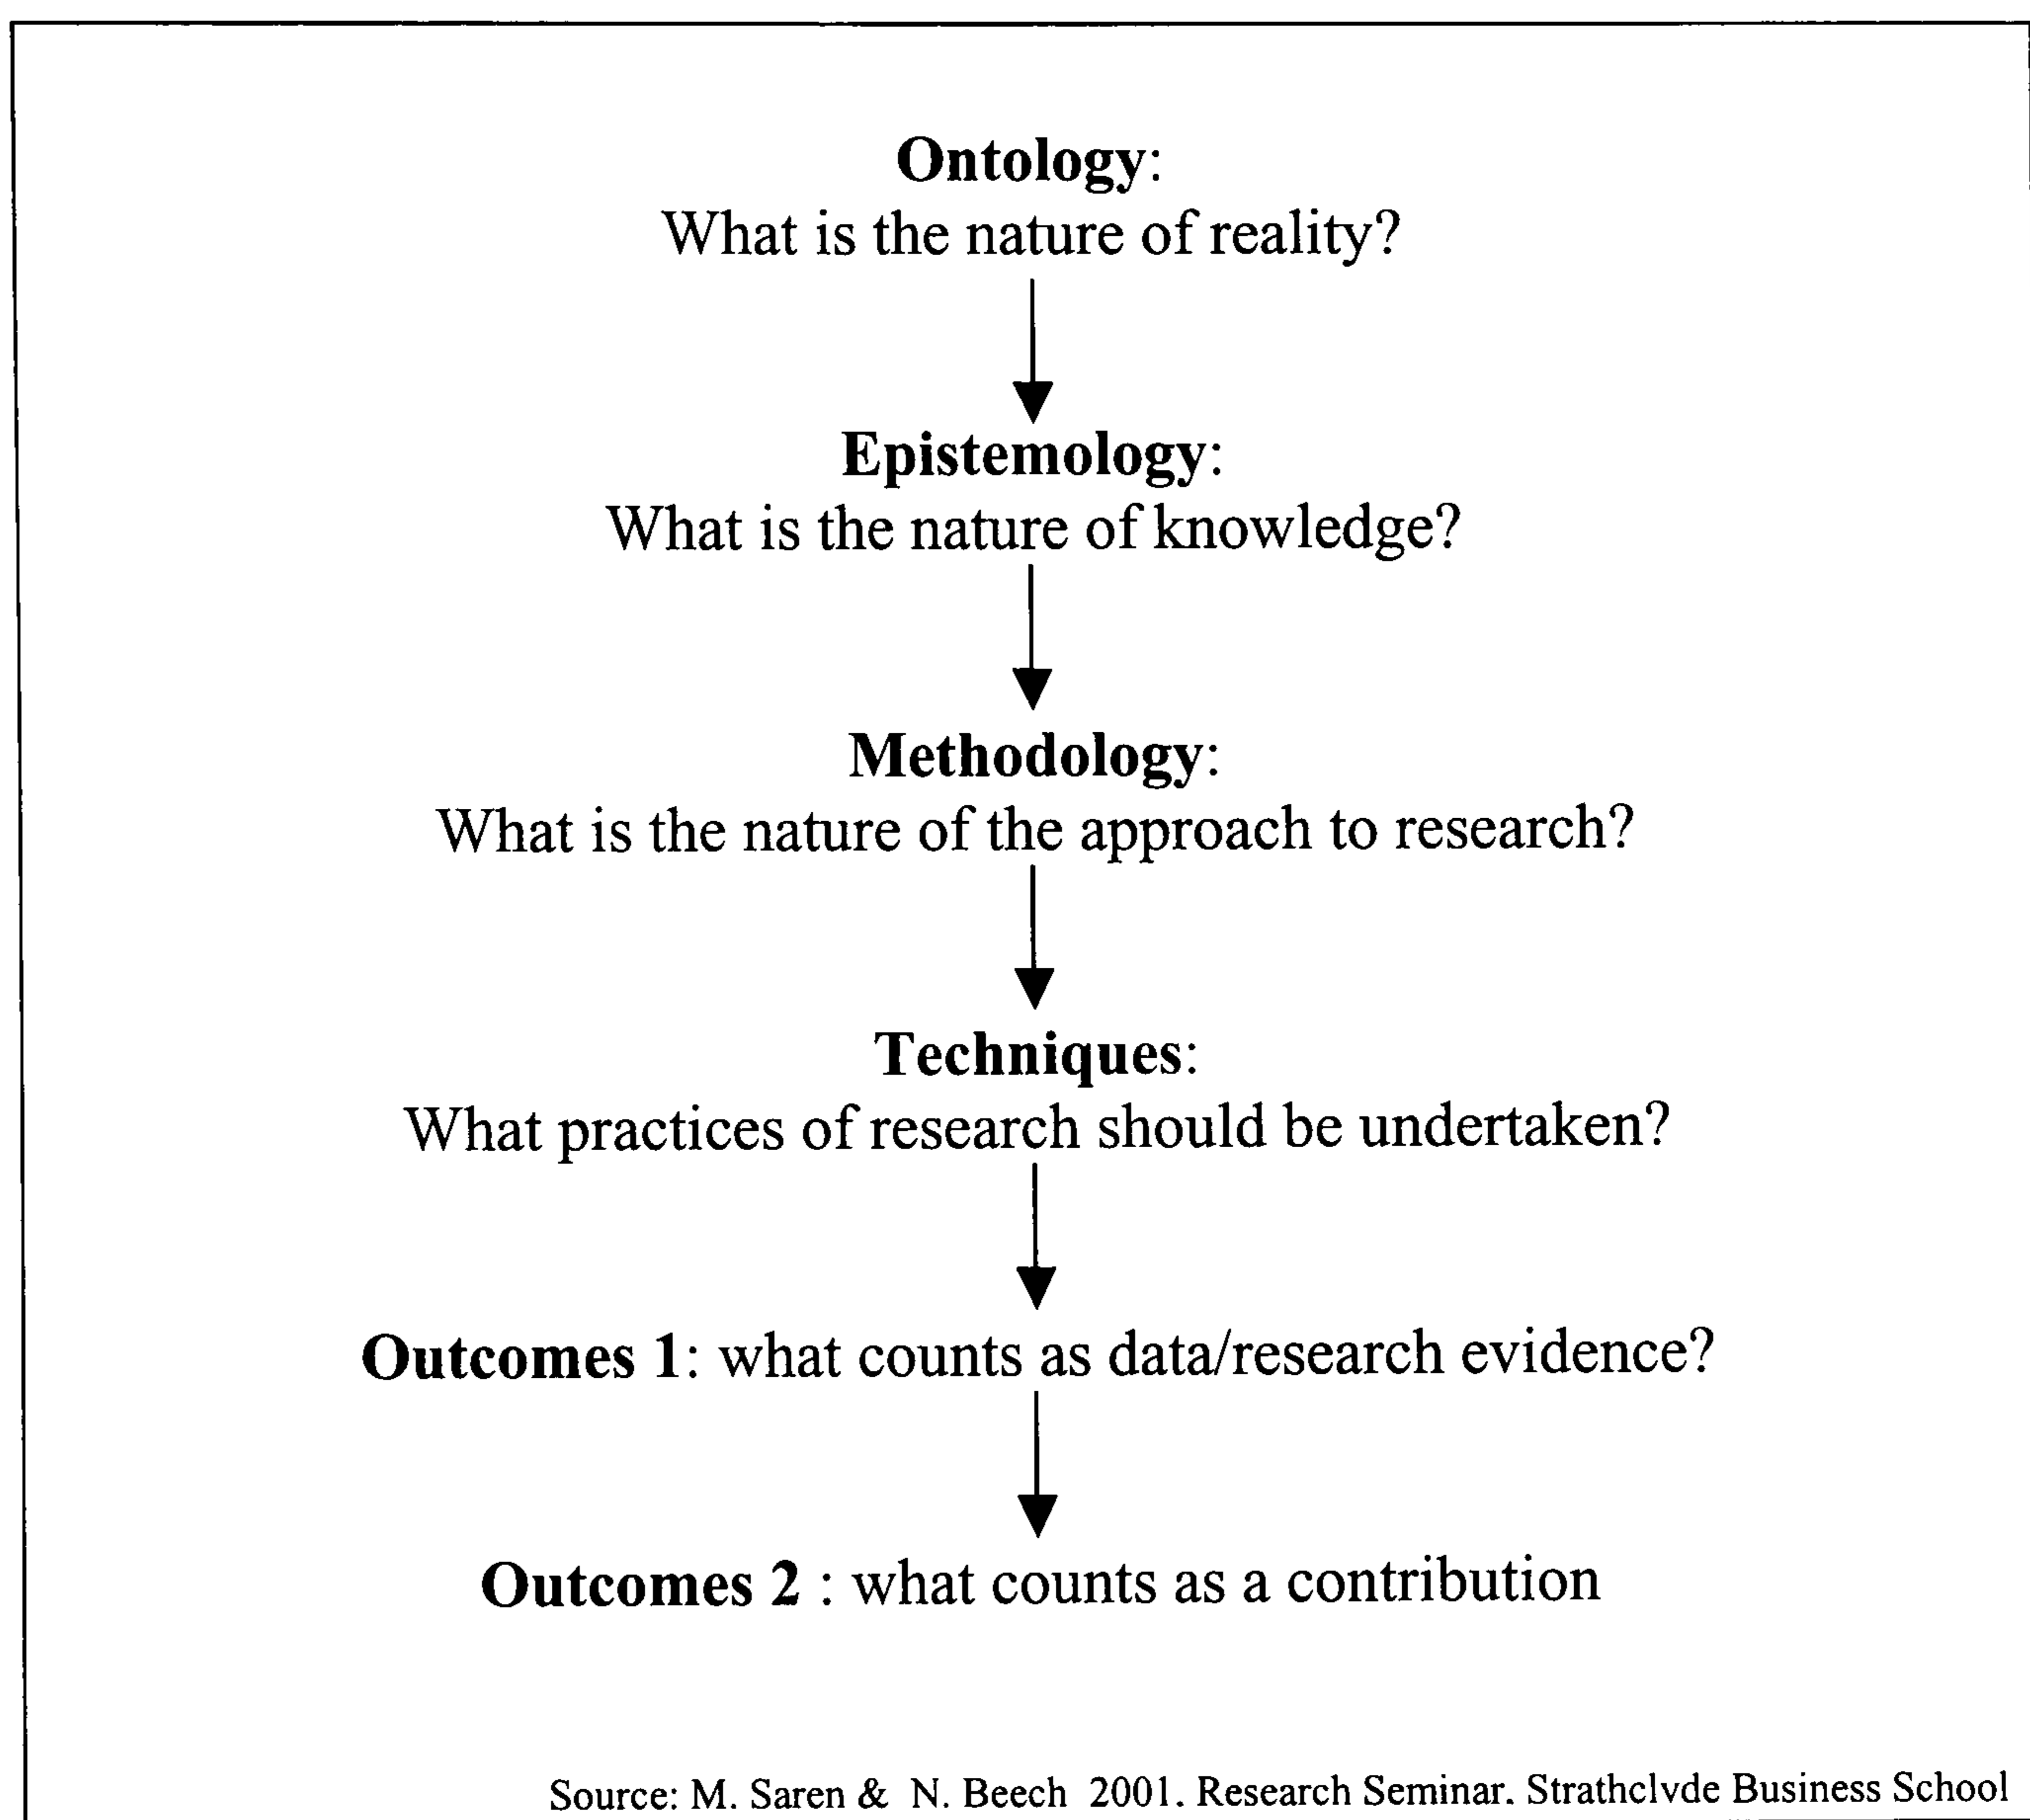 Ontology:
What is the nature of reality?
Epistemology:
What is the nature of knowledge?
Methodology:
What is the nature of the approach to research?
Techniques:
What practices of research should be undertaken?
Outcomes 1: what counts as data/research evidence?
Outcomes 2 : what counts as a contribution
Source: M. Saren & N. Beech 2001. Research Seminar. Strathclyde Business School